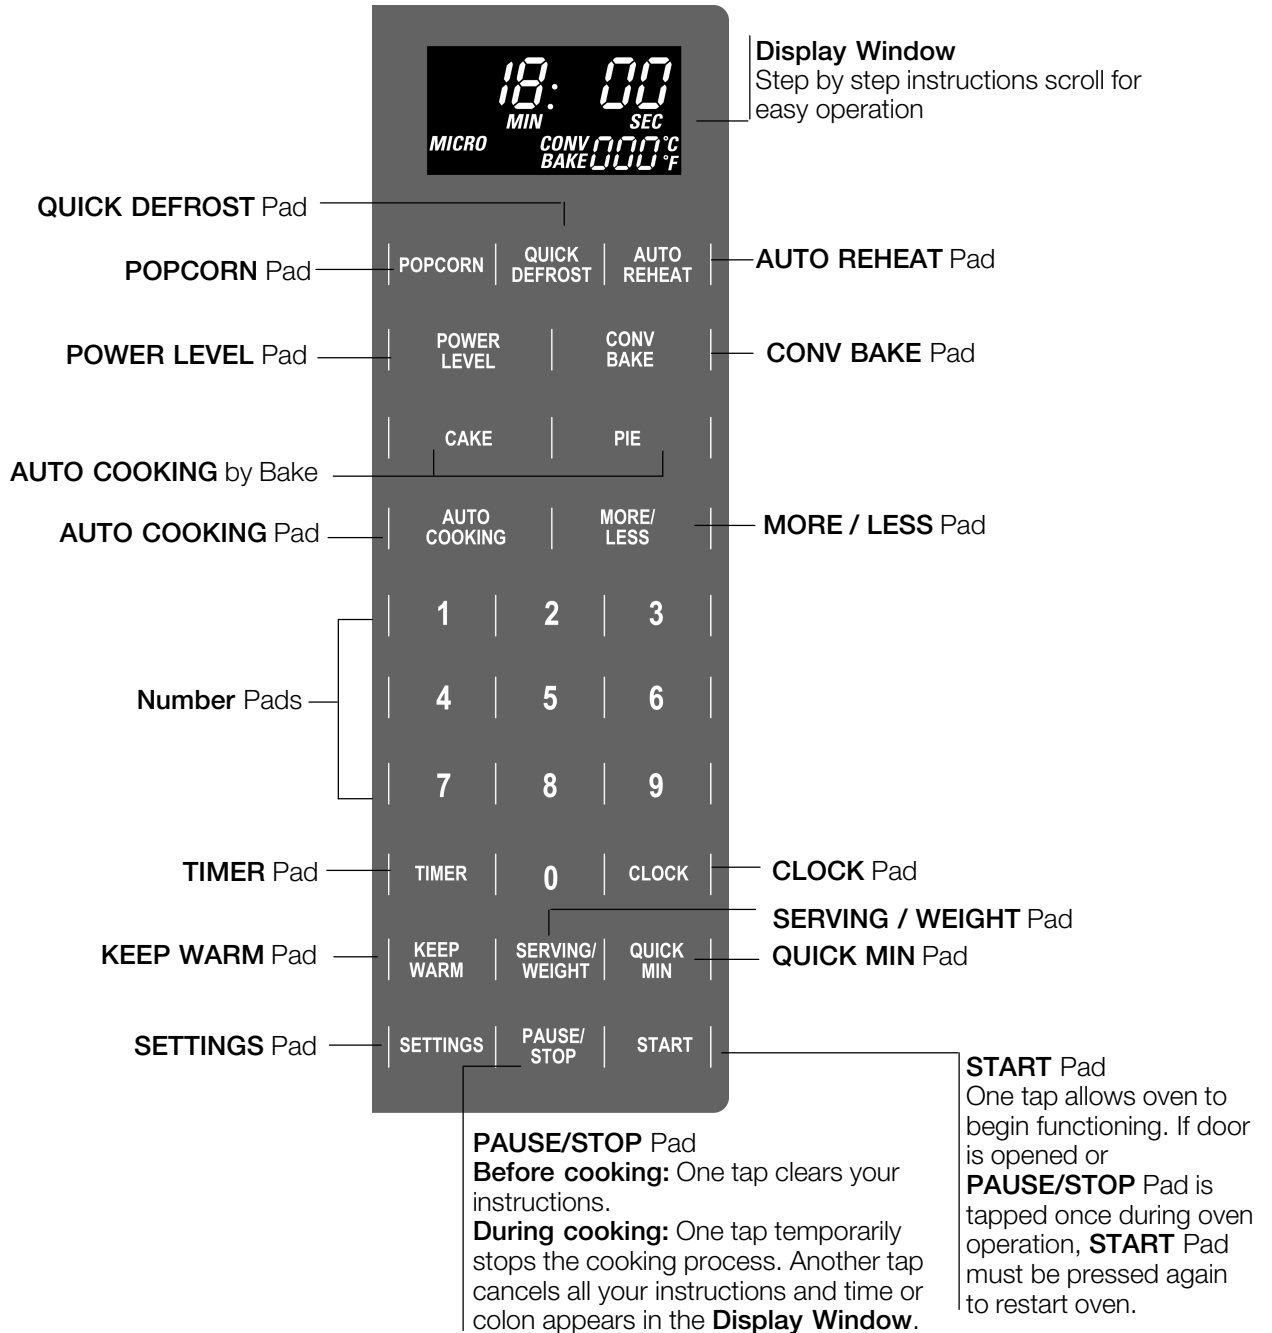 Display Window
Step by step instructions scroll for
easy operation
18: 00
MIN SEC
MICRO CONV BAKE 000 °C °F
QUICK DEFROST Pad
POPCORN Pad
POPCORN
QUICK
DEFROST
AUTO
REHEAT
AUTO REHEAT Pad
POWER LEVEL Pad
POWER
LEVEL
CONV
BAKE
CONV BAKE Pad
CAKE
PIE
AUTO COOKING by Bake
AUTO COOKING Pad
AUTO
COOKING
MORE/
LESS
MORE / LESS Pad
1 2 3
Number Pads
4 5 6
7 8 9
TIMER Pad
TIMER 0 CLOCK
CLOCK Pad
SERVING / WEIGHT Pad
KEEP WARM Pad
KEEP
WARM
SERVING/
WEIGHT
QUICK
MIN
QUICK MIN Pad
SETTINGS Pad
SETTINGS
PAUSE/
STOP
START
START Pad
One tap allows oven to
begin functioning. If door
is opened or
PAUSE/STOP Pad is
tapped once during oven
operation, START Pad
must be pressed again
to restart oven.
PAUSE/STOP Pad
Before cooking: One tap clears your
instructions.
During cooking: One tap temporarily
stops the cooking process. Another tap
cancels all your instructions and time or
colon appears in the Display Window.